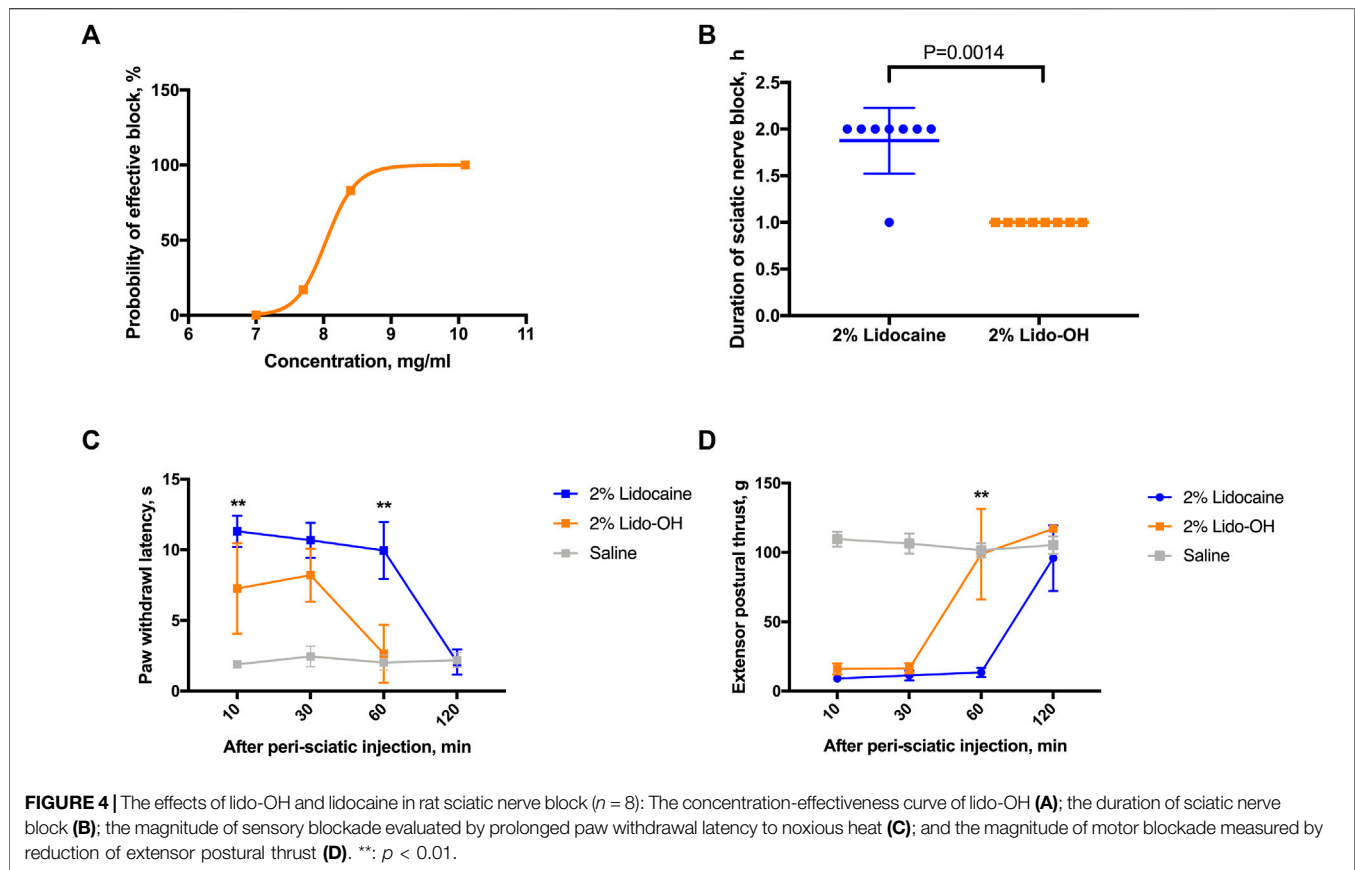 A
Probobility of effective block, %
150
100
50
0
6 7 8 9 10 11
Concentration, mg/ml
B
P=0.0014
Duration of sciatic nerve block, h
2.5
2.0
1.5
1.0
0.5
0.0
2% Lidocaine 2% Lido-OH
C
Paw withdrawl latency, s
15
10
5
0
** **
10 30 60 120
After peri-sciatic injection, min
2% Lidocaine
2% Lido-OH
Saline
D
Extensor postural thrust, g
150
100
50
0
**
10 30 60 120
After peri-sciatic injection, min
2% Lidocaine
2% Lido-OH
Saline
FIGURE 4 | The effects of lido-OH and lidocaine in rat sciatic nerve block (n = 8): The concentration-effectiveness curve of lido-OH (A); the duration of sciatic nerve
block (B); the magnitude of sensory blockade evaluated by prolonged paw withdrawal latency to noxious heat (C); and the magnitude of motor blockade measured by
reduction of extensor postural thrust (D). **: p < 0.01.